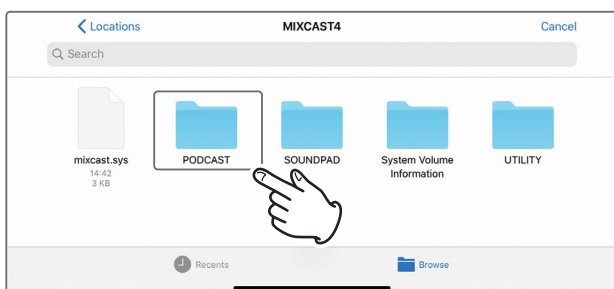 Locations
MIXCAST4
Cancel
Search
mixcast.sys
14:42
3 KB
PODCAST
SOUNDPAD
System Volume
Information
UTILITY
Recents
Browse